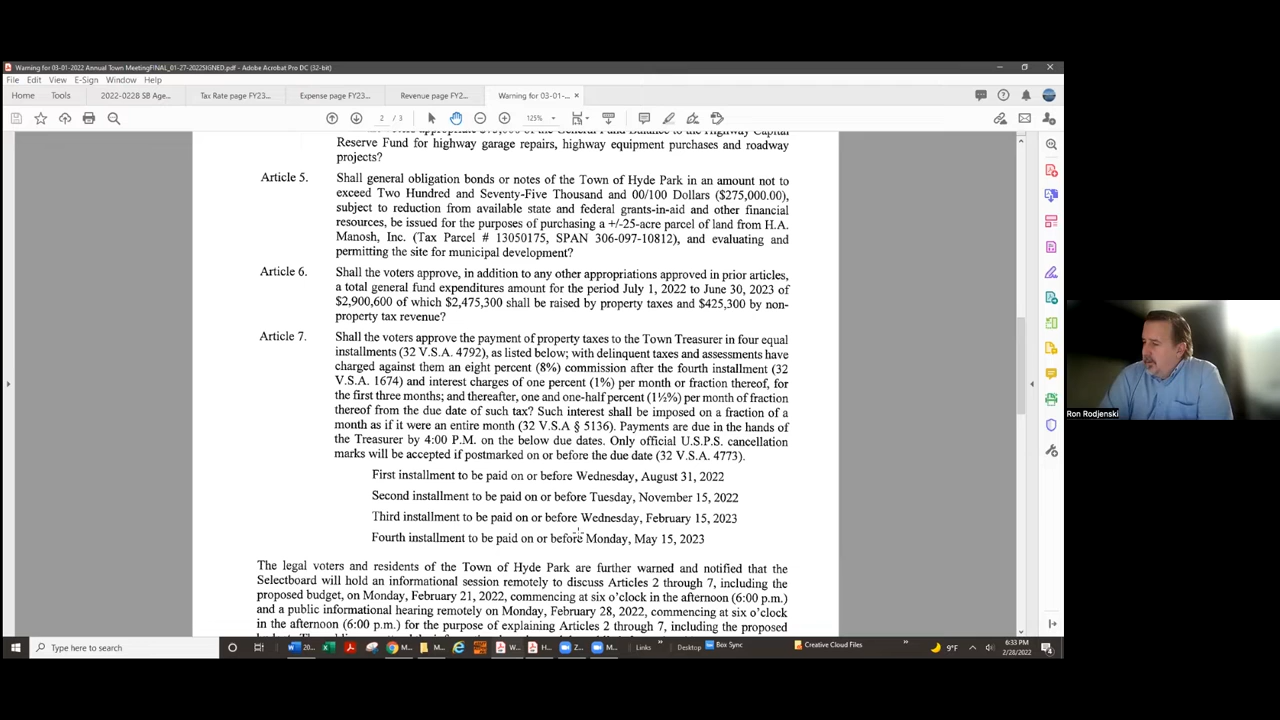 Warning for 03-01-2022 Annual Town MeetingFINAL_01-27-2022SIGNED.pdf - Adobe Acrobat Pro DC (32-bit)
File Edit View E-Sign Window Help
Home Tools 2022-0228 SB Age... Tax Rate page FY23... Expense page FY23... Revenue page FY2... Warning for 03-01-... ×
2 / 3 125%
Reserve Fund for highway garage repairs, highway equipment purchases and roadway
projects?
Article 5. Shall general obligation bonds or notes of the Town of Hyde Park in an amount not to
exceed Two Hundred and Seventy-Five Thousand and 00/100 Dollars ($275,000.00),
subject to reduction from available state and federal grants-in-aid and other financial
resources, be issued for the purposes of purchasing a +/-25-acre parcel of land from H.A.
Manosh, Inc. (Tax Parcel # 13050175, SPAN 306-097-10812), and evaluating and
permitting the site for municipal development?
Article 6. Shall the voters approve, in addition to any other appropriations approved in prior articles,
a total general fund expenditures amount for the period July 1, 2022 to June 30, 2023 of
$2,900,600 of which $2,475,300 shall be raised by property taxes and $425,300 by non-
property tax revenue?
Article 7. Shall the voters approve the payment of property taxes to the Town Treasurer in four equal
installments (32 V.S.A. 4792), as listed below; with delinquent taxes and assessments have
charged against them an eight percent (8%) commission after the fourth installment (32
V.S.A. 1674) and interest charges of one percent (1%) per month or fraction thereof, for
the first three months; and thereafter, one and one-half percent (1½%) per month of fraction
thereof from the due date of such tax? Such interest shall be imposed on a fraction of a
month as if it were an entire month (32 V.S.A § 5136). Payments are due in the hands of
the Treasurer by 4:00 P.M. on the below due dates. Only official U.S.P.S. cancellation
marks will be accepted if postmarked on or before the due date (32 V.S.A. 4773).
First installment to be paid on or before Wednesday, August 31, 2022
Second installment to be paid on or before Tuesday, November 15, 2022
Third installment to be paid on or before Wednesday, February 15, 2023
Fourth installment to be paid on or before Monday, May 15, 2023
The legal voters and residents of the Town of Hyde Park are further warned and notified that the
Selectboard will hold an informational session remotely to discuss Articles 2 through 7, including the
proposed budget, on Monday, February 21, 2022, commencing at six o'clock in the afternoon (6:00 p.m.)
and a public informational hearing remotely on Monday, February 28, 2022, commencing at six o'clock
in the afternoon (6:00 p.m.) for the purpose of explaining Articles 2 through 7, including the proposed
Ron Rodjenski
Type here to search
20... M... M... W... H... Z... M... Links Desktop Box Sync Creative Cloud Files 9°F
6:33 PM
2/28/2022